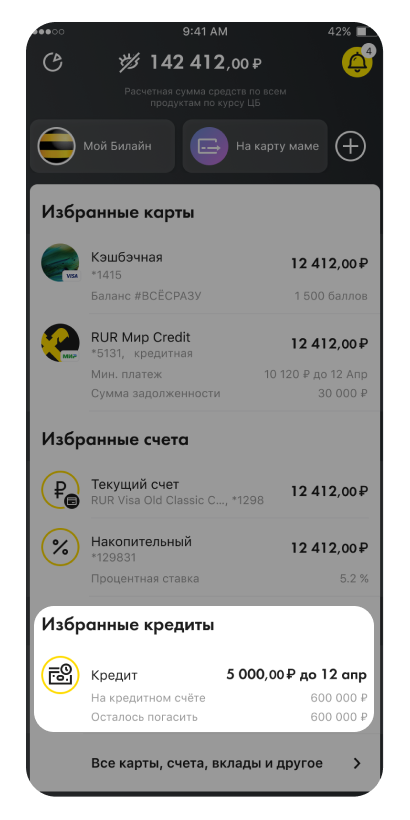 9:41 AM
42%
142 412,00 ₽
4
Расчетная сумма средств по всем
продуктам по курсу ЦБ
Мой Билайн
На карту маме
Избранные карты
Кэшбэчная
12 412,00 ₽
*1415
VISA
Баланс #ВСЁСРАЗУ
1 500 баллов
RUR Мир Credit
12 412,00 ₽
*5131, кредитная
МИР
Мин. платеж
10 120 ₽ до 12 Апр
Сумма задолженности
30 000 ₽
Избранные счета
Текущий счет
12 412,00 ₽
RUR Visa Old Classic C..., *1298
Накопительный
12 412,00 ₽
*129831
Процентная ставка
5.2 %
Избранные кредиты
Кредит
5 000,00 ₽ до 12 апр
На кредитном счёте
600 000 ₽
Осталось погасить
600 000 ₽
Все карты, счета, вклады и другое